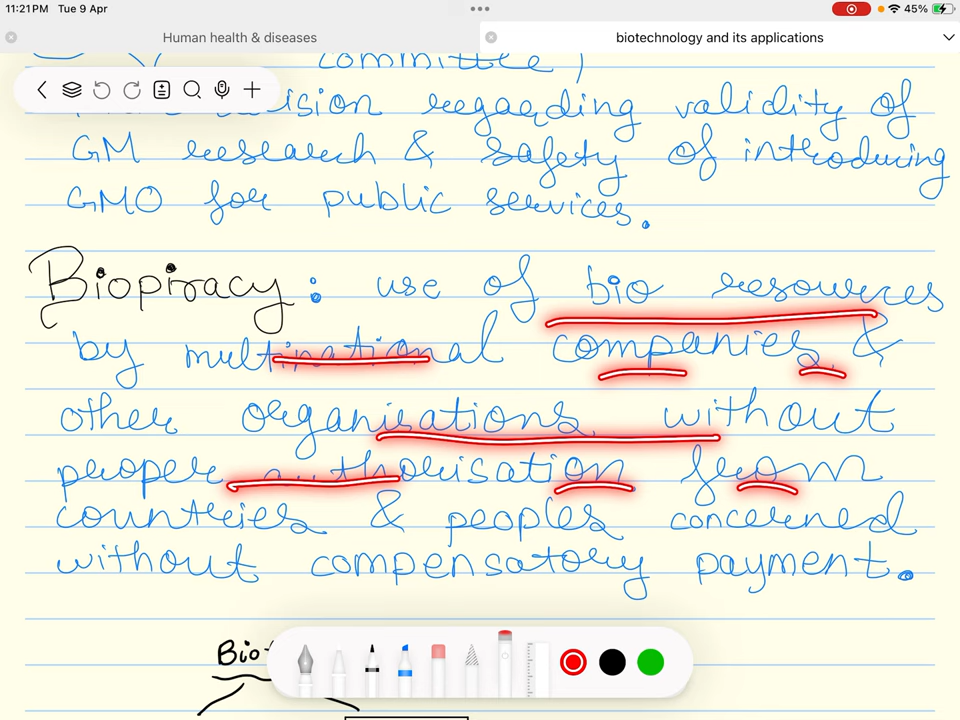 11:21 PM Tue 9 Apr
45%
Human health & diseases
biotechnology and its applications
committee)
regarding validity of
GM research & safety of introducing
GMO for public services.
Biopiracy: use of bio resources
by multinational companies &
other organisations without
proper authorisation from
countries & peoples concerned
without compensatory payment.
Bio